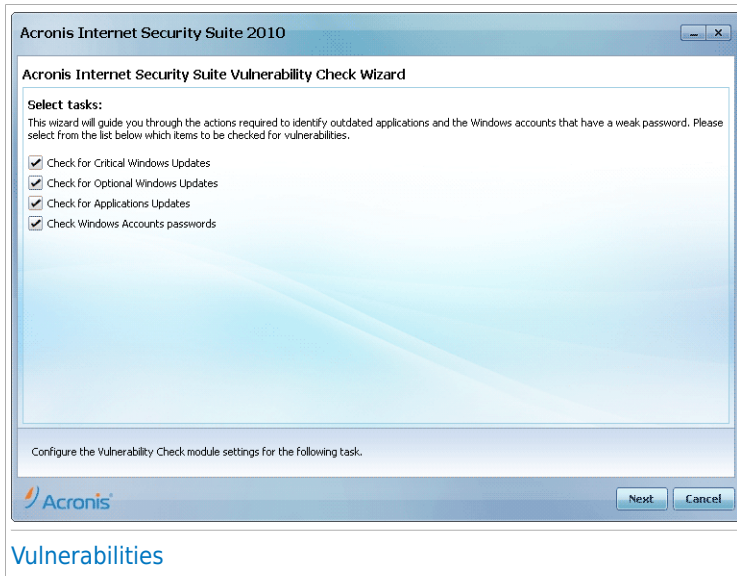 Acronis Internet Security Suite 2010
Acronis Internet Security Suite Vulnerability Check Wizard
Select tasks:
This wizard will guide you through the actions required to identify outdated applications and the Windows accounts that have a weak password. Please
select from the list below which items to be checked for vulnerabilities.
Check for Critical Windows Updates
Check for Optional Windows Updates
Check for Applications Updates
Check Windows Accounts passwords
Configure the Vulnerability Check module settings for the following task.
Acronis
Next Cancel
Vulnerabilities